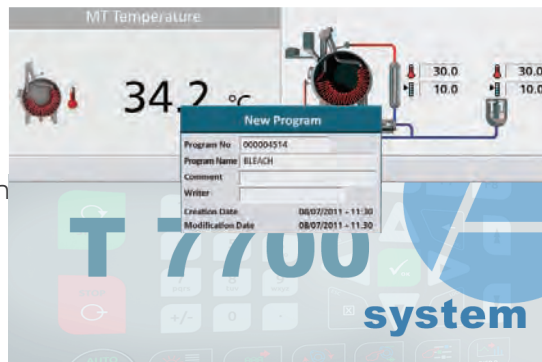 MT Temperature
34.2 °C
30.0
30.0
10.0
10.0
New Program
Program No 000004514
Program Name BLEACH
Comment
Writer
Creation Date 08/07/2011 - 11:30
Modification Date 08/07/2011 - 11:30
T 7700
system
+/- 0 .
AUTO